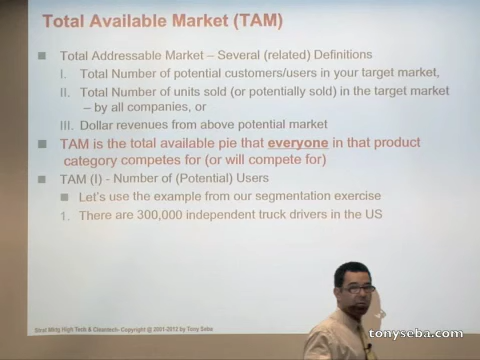 Total Available Market (TAM)
Total Addressable Market – Several (related) Definitions
I. Total Number of potential customers/users in your target market,
II. Total Number of units sold (or potentially sold) in the target market
– by all companies, or
III. Dollar revenues from above potential market
TAM is the total available pie that everyone in that product
category competes for (or will compete for)
TAM (I) - Number of (Potential) Users
Let's use the example from our segmentation exercise
1. There are 300,000 independent truck drivers in the US
Strat Mktg High Tech & Cleantech- Copyright @ 2001-2012 by Tony Seba
tonyseba.com